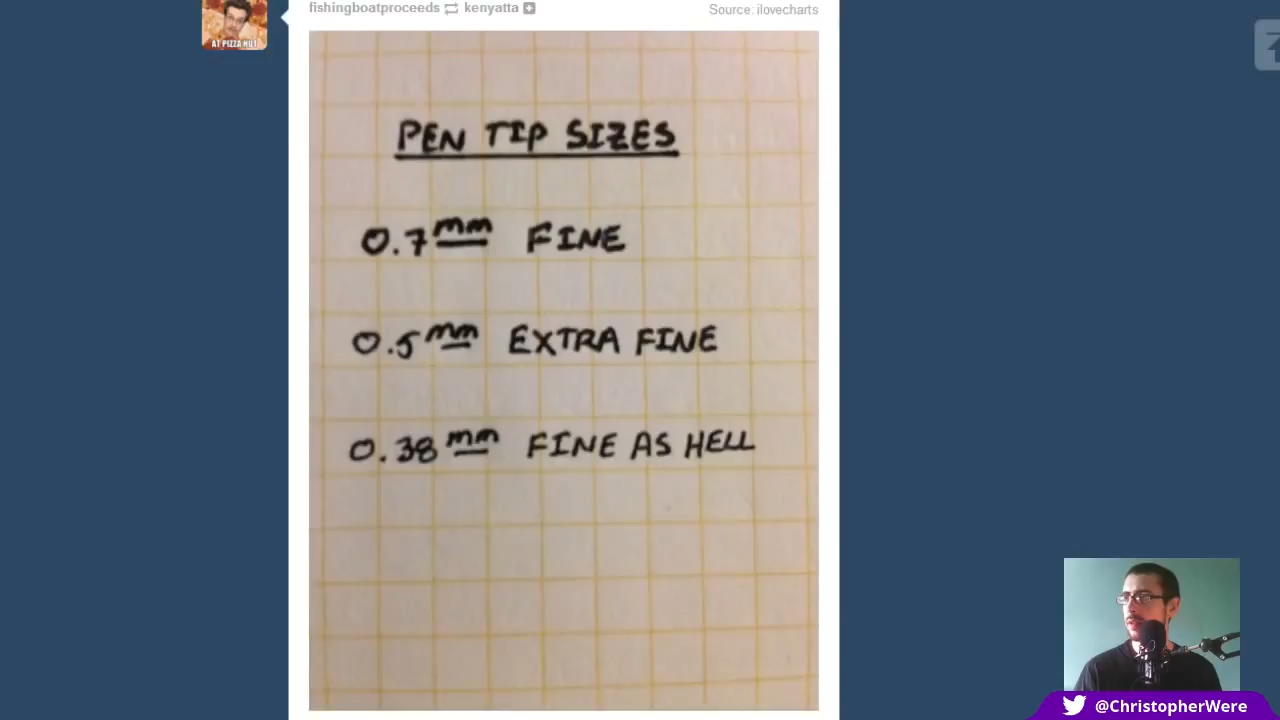 fishingboatproceeds kenyatta
Source: ilovecharts
AT PIZZA HUT
PEN TIP SIZES
0.7mm FINE
0.5mm EXTRA FINE
0.38mm FINE AS HELL
@ChristopherWere